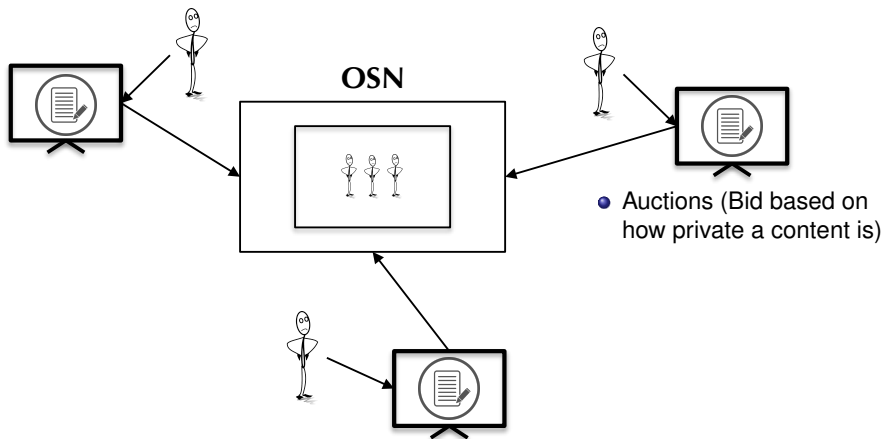 OSN
Auctions (Bid based on
how private a content is)